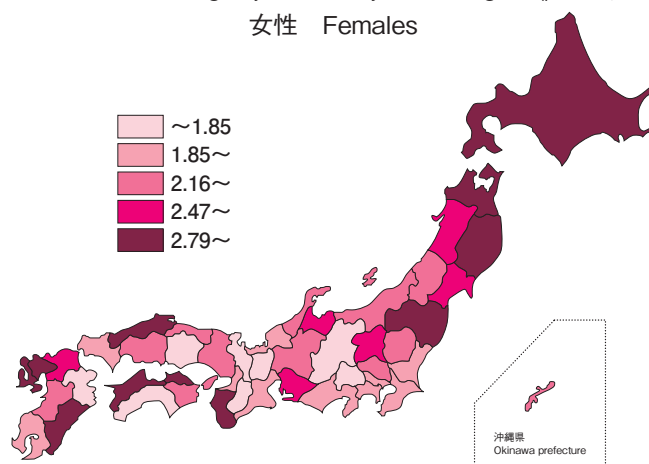 女性 Females
～1.85
1.85～
2.16～
2.47～
2.79～
沖縄県
Okinawa prefecture